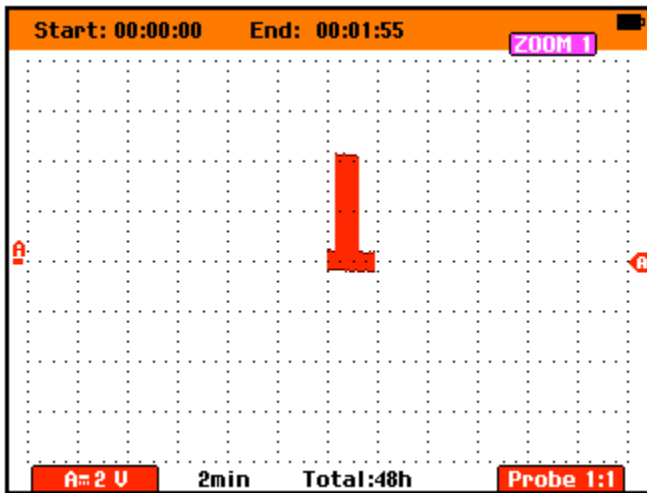 Start: 00:00:00 End: 00:01:55
ZOOM 1
A
A
A=2 V 2min Total:48h Probe 1:1